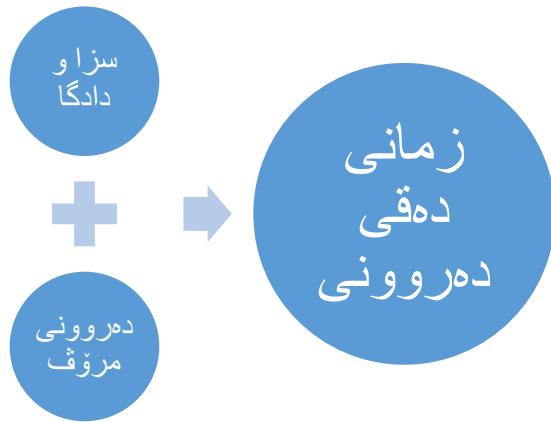 سزا و
دادگا
دەروونی
مرۆڤ
زمانی
دەقی
دەروونی